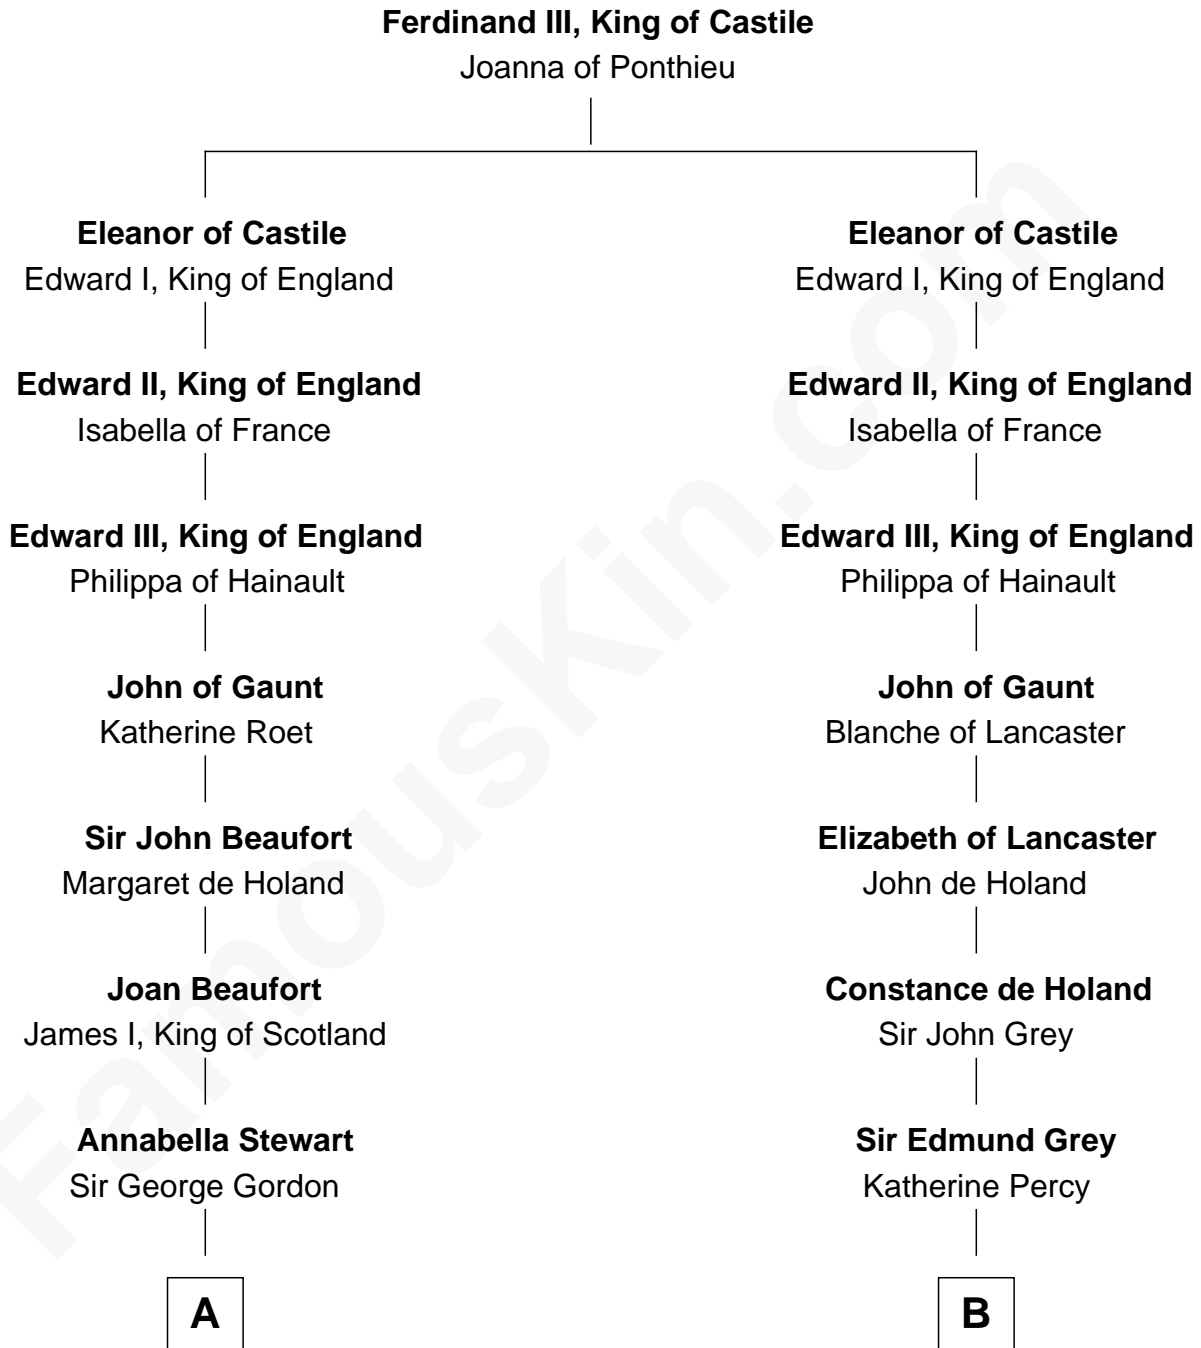 Ferdinand III, King of Castile
Joanna of Ponthieu
Eleanor of Castile
Edward I, King of England
Edward II, King of England
Isabella of France
Edward III, King of England
Philippa of Hainault
John of Gaunt
Katherine Roet
Sir John Beaufort
Margaret de Holand
Joan Beaufort
James I, King of Scotland
Annabella Stewart
Sir George Gordon
A
Eleanor of Castile
Edward I, King of England
Edward II, King of England
Isabella of France
Edward III, King of England
Philippa of Hainault
John of Gaunt
Blanche of Lancaster
Elizabeth of Lancaster
John de Holand
Constance de Holand
Sir John Grey
Sir Edmund Grey
Katherine Percy
B
FamousKin.com